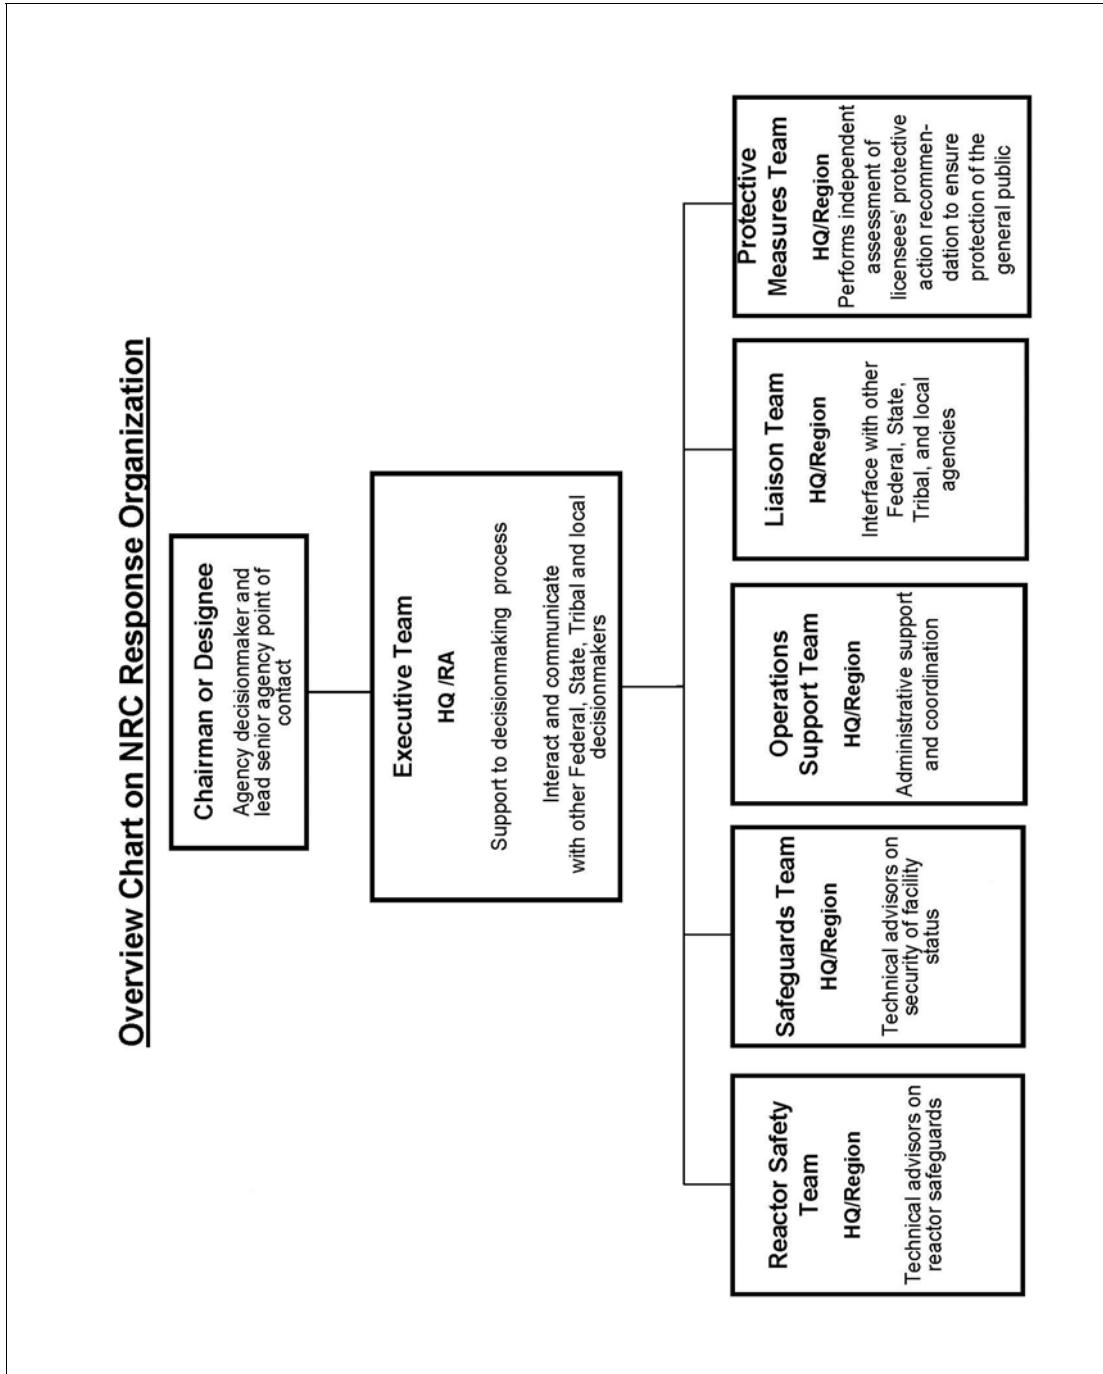 Overview Chart on NRC Response Organization
Chairman or Designee
Agency decisionmaker and
lead senior agency point of
contact
Executive Team
HQ /RA
Support to decisionmaking process
Interact and communicate
with other Federal, State, Tribal and local
decisionmakers
Reactor Safety
Team
HQ/Region
Technical advisors on
reactor safeguards
Safeguards Team
HQ/Region
Technical advisors on
security of facility
status
Operations
Support Team
HQ/Region
Administrative support
and coordination
Liaison Team
HQ/Region
Interface with other
Federal, State,
Tribal, and local
agencies
Protective
Measures Team
HQ/Region
Performs independent
assessment of
licensees' protective
action recommen-
dation to ensure
protection of the
general public